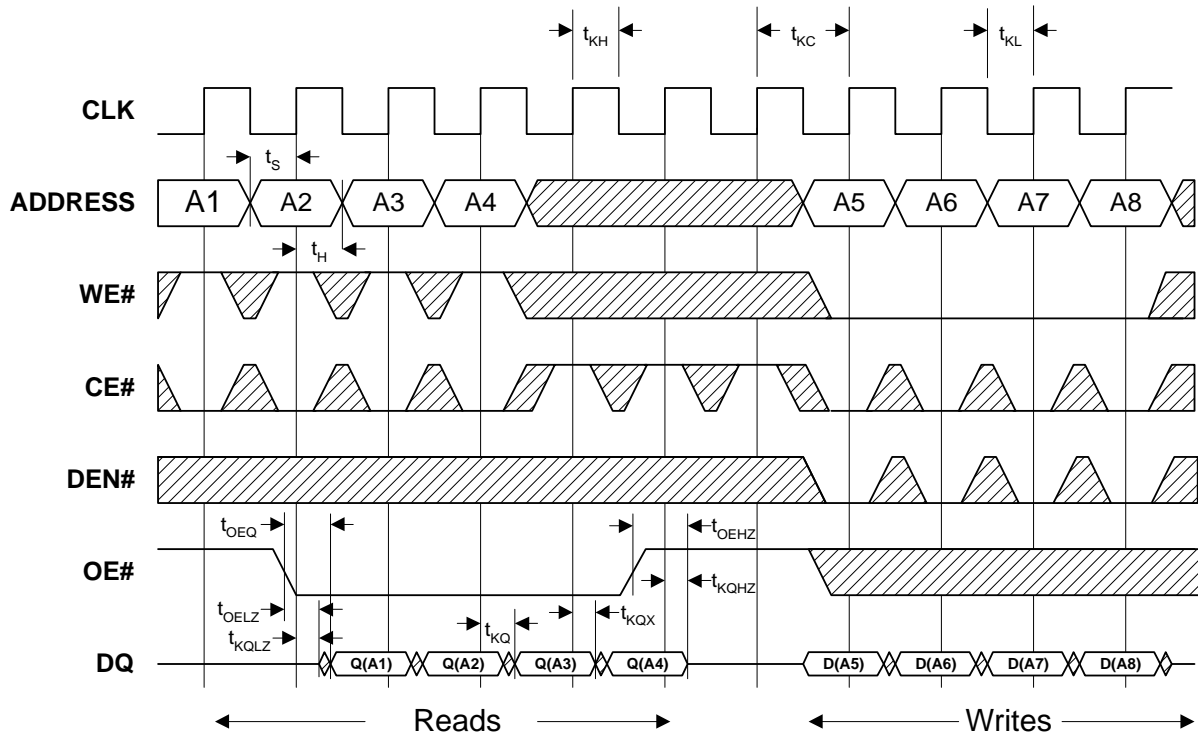 tKH
tKC
tKL
CLK
tS
ADDRESS
A1 A2 A3 A4 A5 A6 A7 A8
tH
WE#
CE#
DEN#
tOEQ
tOEHZ
OE#
tKQHZ
tOELZ
tKQ
tKQX
tKQLZ
DQ
Q(A1) Q(A2) Q(A3) Q(A4) D(A5) D(A6) D(A7) D(A8)
Reads
Writes